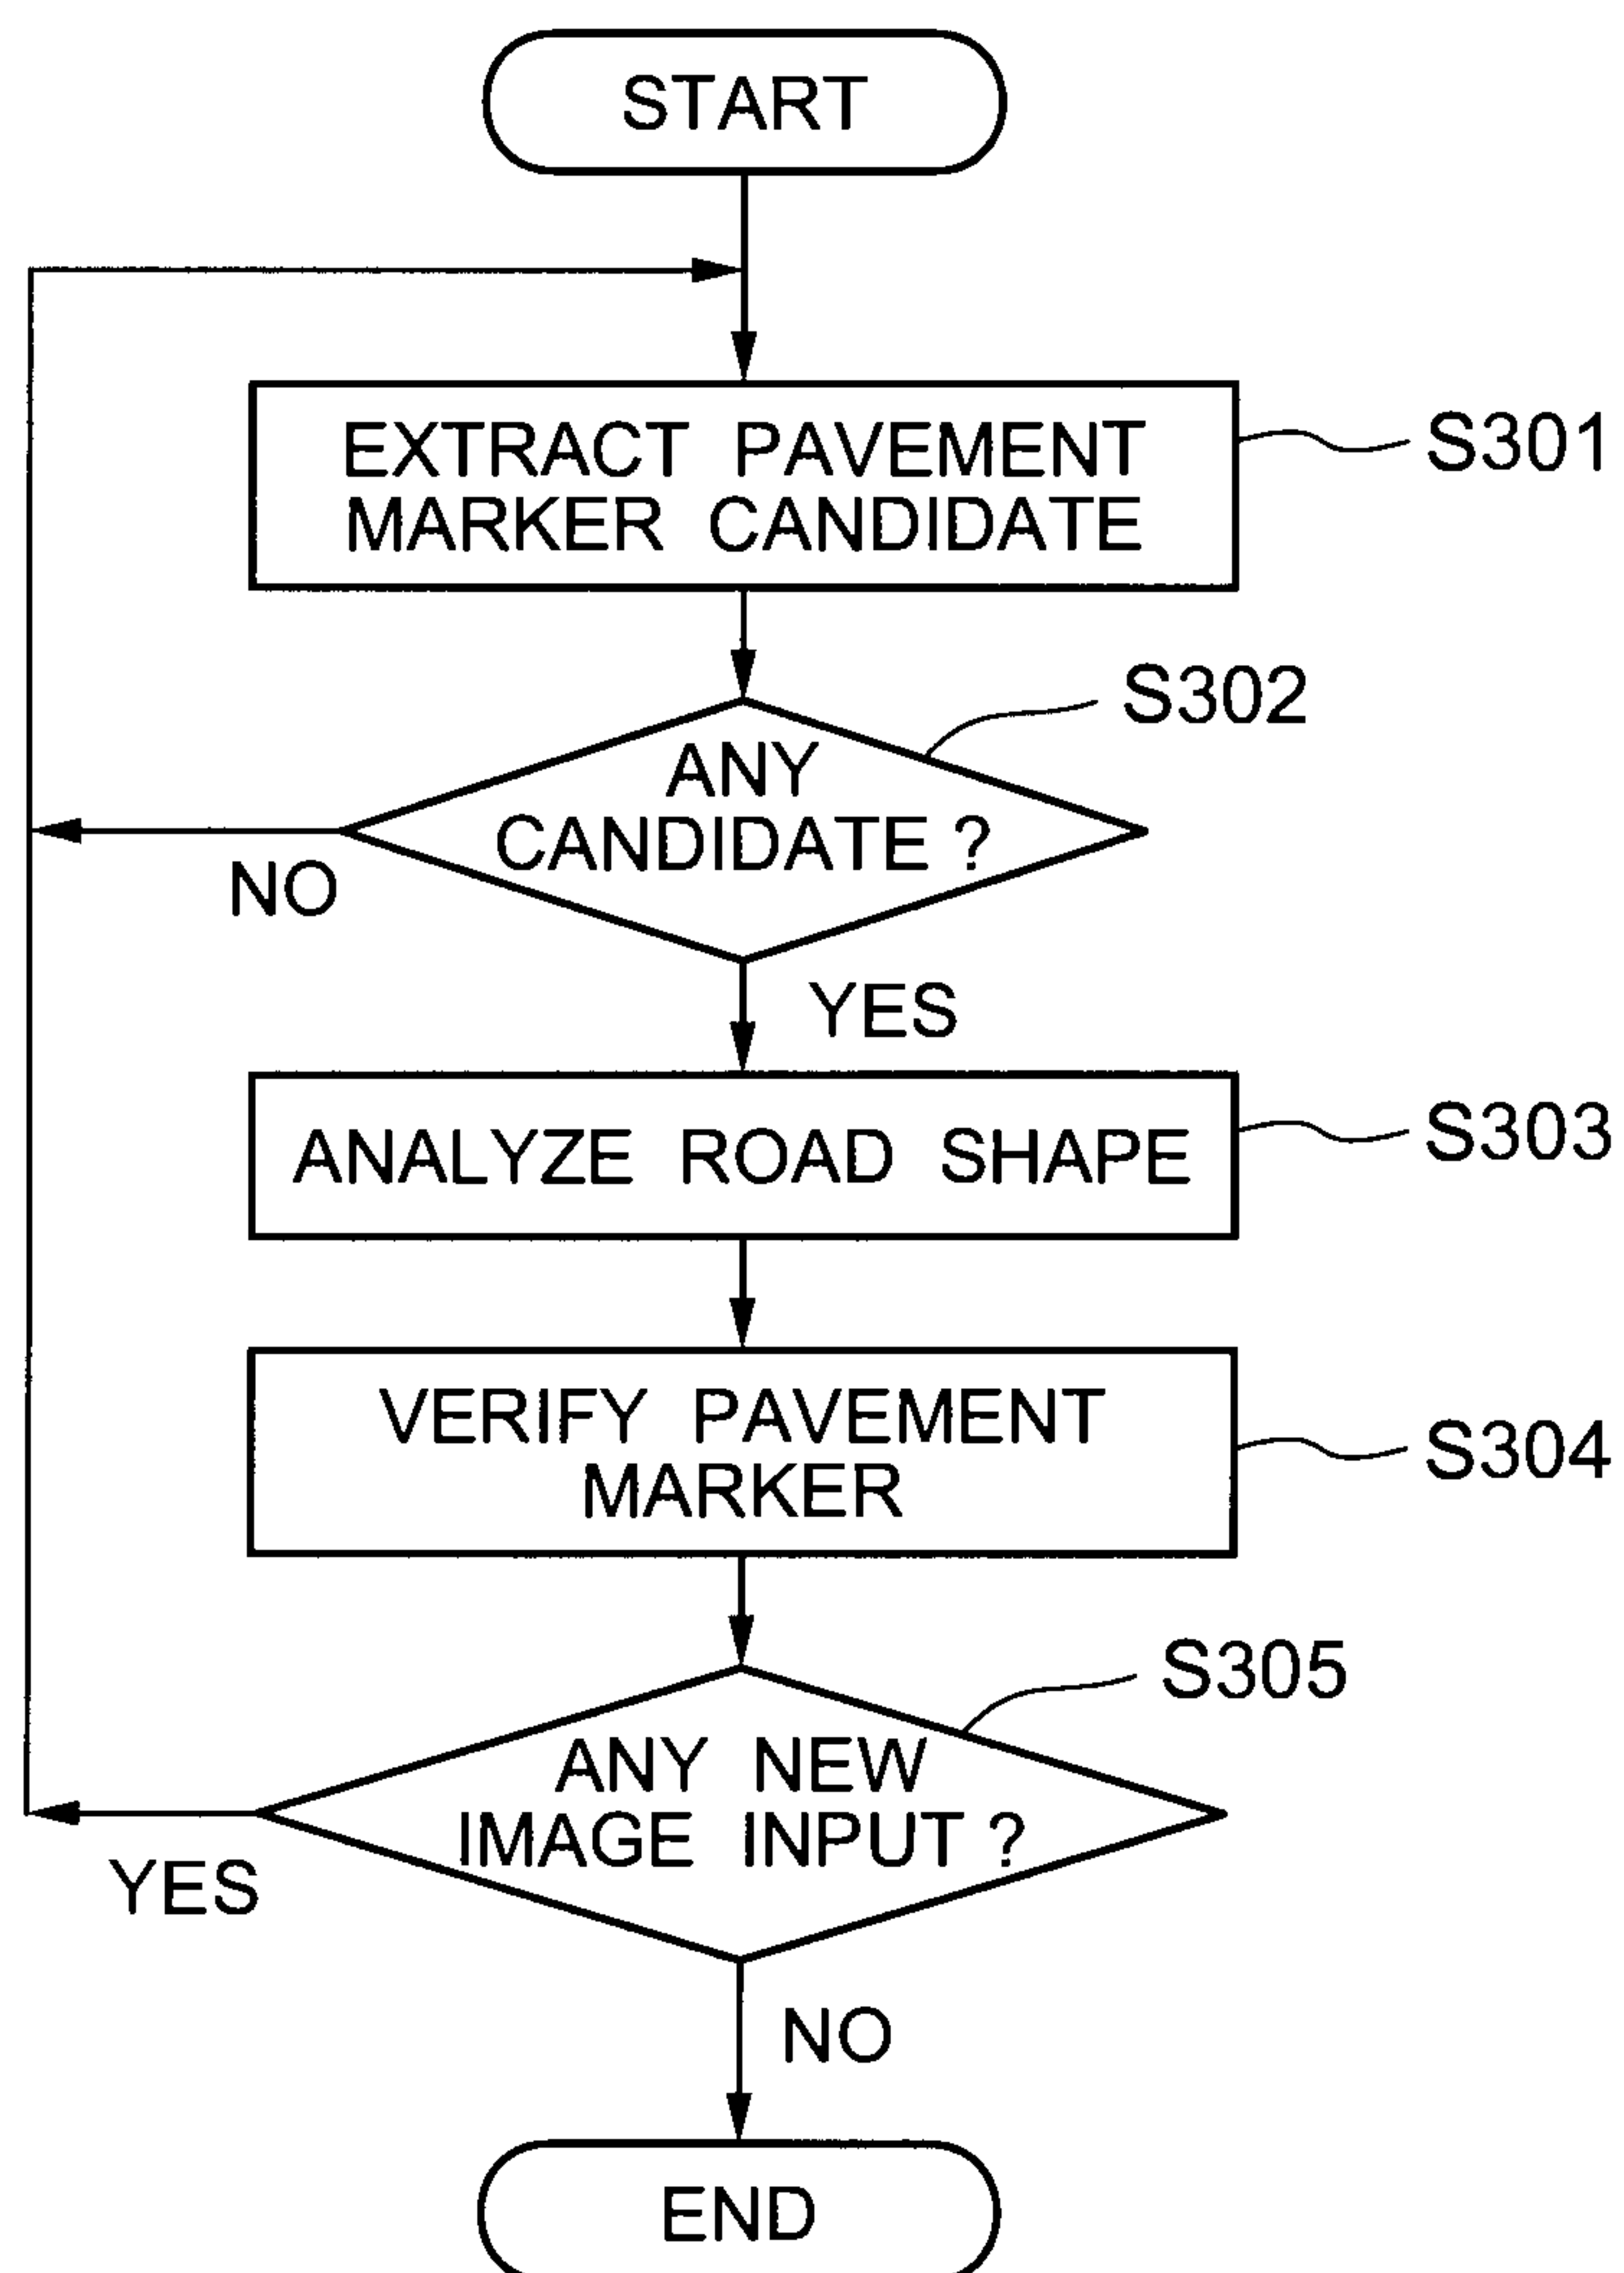 START
EXTRACT PAVEMENT
MARKER CANDIDATE
S301
S302
ANY
CANDIDATE ?
NO
YES
ANALYZE ROAD SHAPE
S303
VERIFY PAVEMENT
MARKER
S304
S305
ANY NEW
IMAGE INPUT ?
YES
NO
END